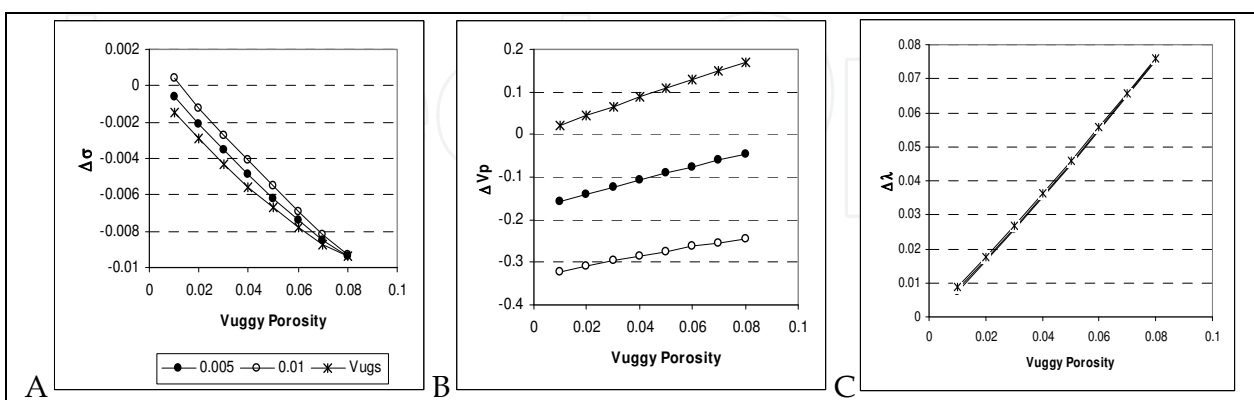 0.002
0
-0.002
-0.004
-0.006
-0.008
-0.01
Δσ
0 0.02 0.04 0.06 0.08 0.1
Vuggy Porosity
0.005 0.01 Vugs
A
0.2
0.1
0
-0.1
-0.2
-0.3
-0.4
Δ Vp
0 0.02 0.04 0.06 0.08 0.1
Vuggy Porosity
B
0.08
0.07
0.06
0.05
0.04
0.03
0.02
0.01
0
Δλ
0 0.02 0.04 0.06 0.08 0.1
Vuggy Porosity
C